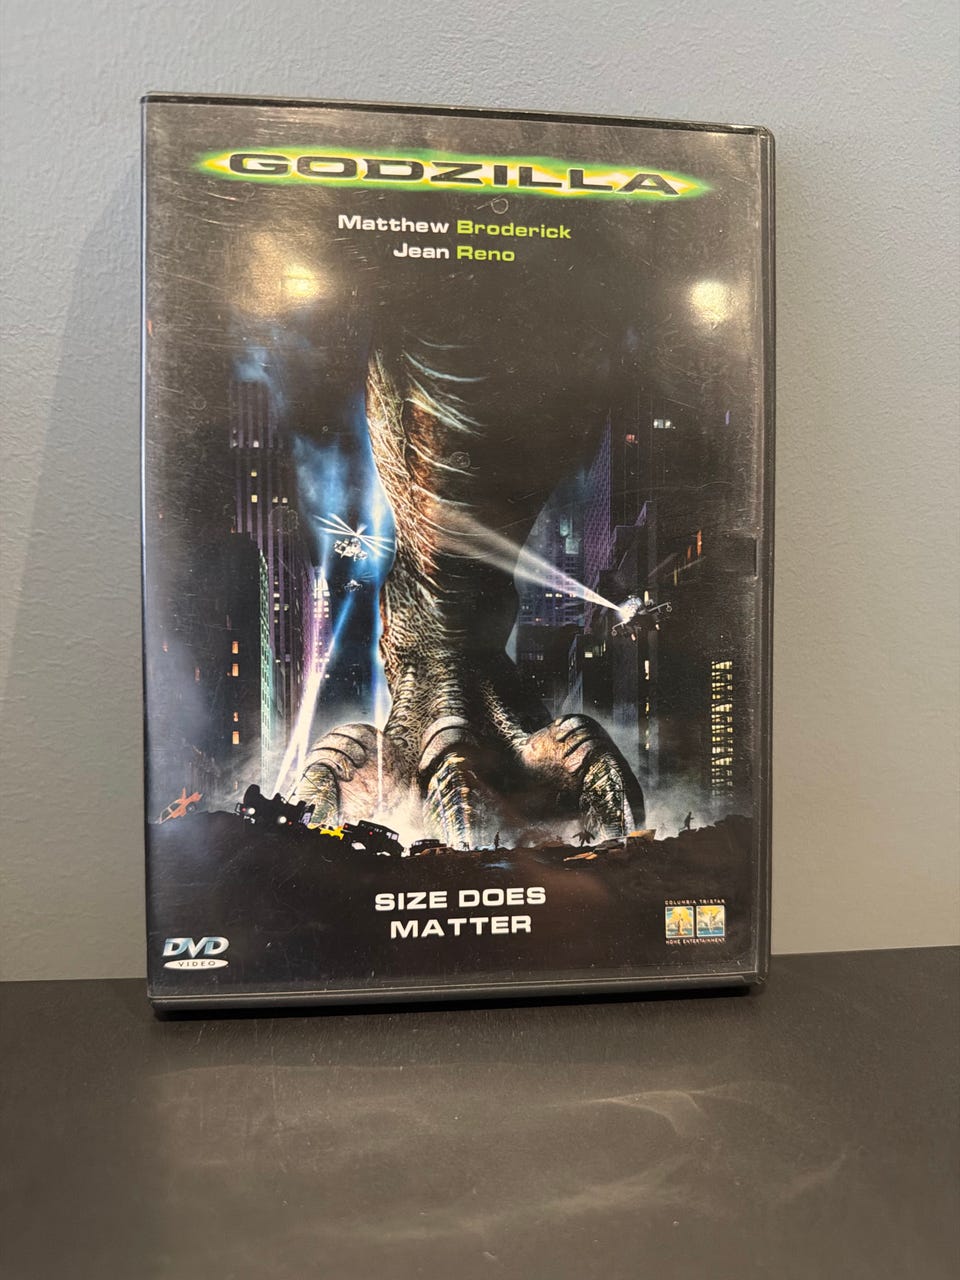 GODZILLA
Matthew Broderick
Jean Reno
SIZE DOES
MATTER
DVD
VIDEO
COLUMBIA TRISTAR
HOME ENTERTAINMENT